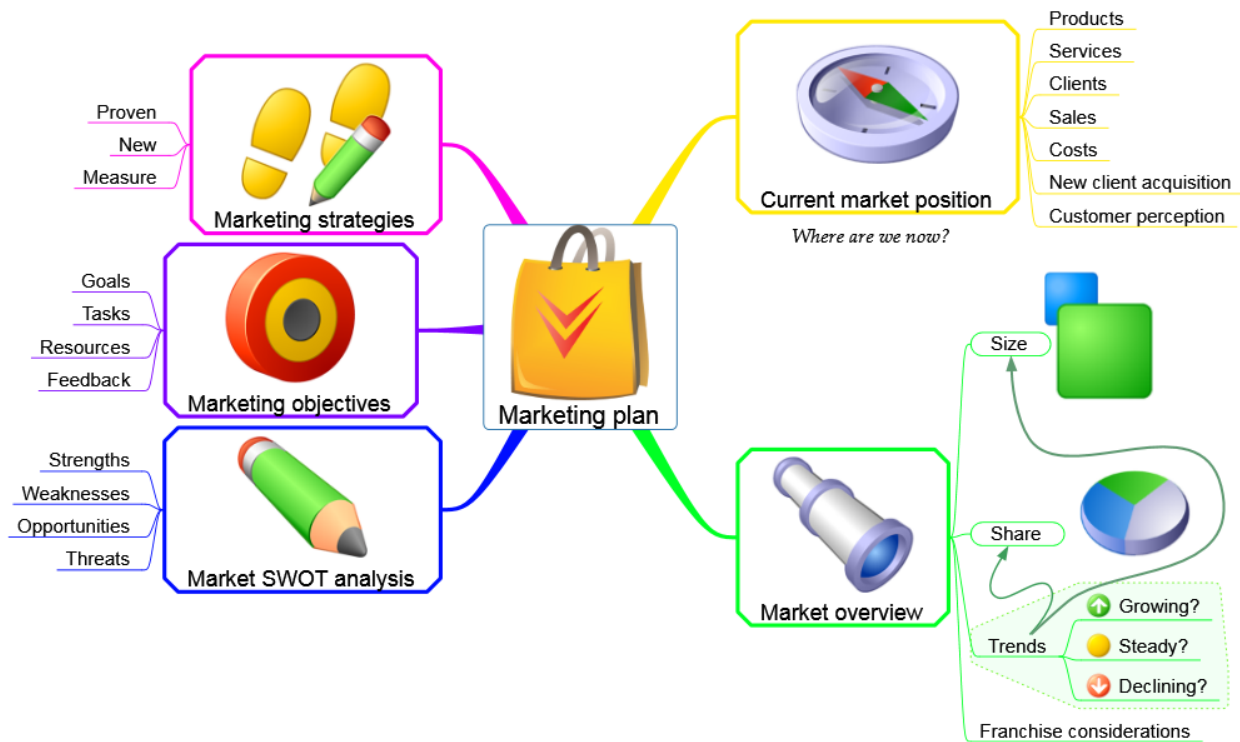 Marketing plan
Marketing strategies
Proven
New
Measure
Marketing objectives
Goals
Tasks
Resources
Feedback
Market SWOT analysis
Strengths
Weaknesses
Opportunities
Threats
Current market position
Where are we now?
Products
Services
Clients
Sales
Costs
New client acquisition
Customer perception
Market overview
Size
Share
Trends
Growing?
Steady?
Declining?
Franchise considerations